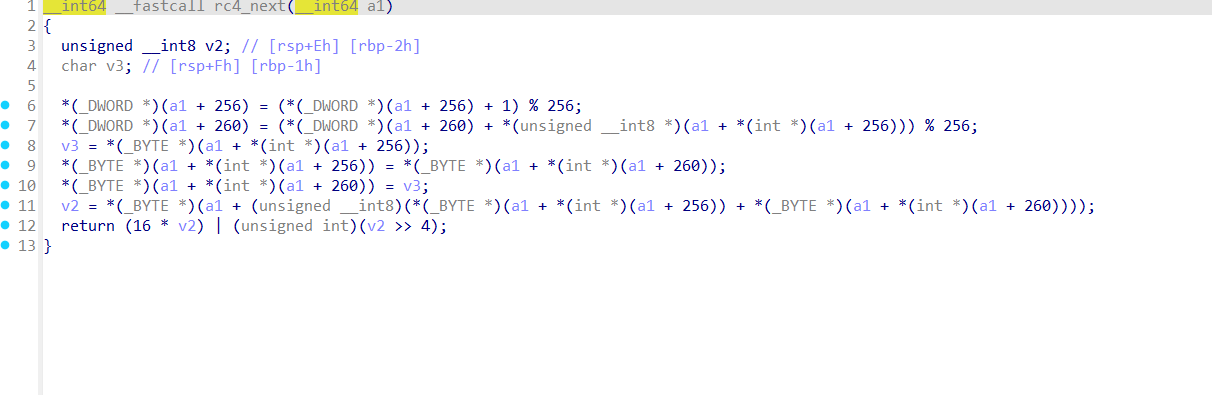 1 __int64 __fastcall rc4_next(__int64 a1)
2 {
3 unsigned __int8 v2; // [rsp+Eh] [rbp-2h]
4 char v3; // [rsp+Fh] [rbp-1h]
5
6 *(_DWORD *)(a1 + 256) = (*(_DWORD *)(a1 + 256) + 1) % 256;
7 *(_DWORD *)(a1 + 260) = (*(_DWORD *)(a1 + 260) + *(unsigned __int8 *)(a1 + *(int *)(a1 + 256))) % 256;
8 v3 = *(_BYTE *)(a1 + *(int *)(a1 + 256));
9 *(_BYTE *)(a1 + *(int *)(a1 + 256)) = *(_BYTE *)(a1 + *(int *)(a1 + 260));
10 *(_BYTE *)(a1 + *(int *)(a1 + 260)) = v3;
11 v2 = *(_BYTE *)(a1 + (unsigned __int8)(*(_BYTE *)(a1 + *(int *)(a1 + 256)) + *(_BYTE *)(a1 + *(int *)(a1 + 260))));
12 return (16 * v2) | (unsigned int)(v2 >> 4);
13 }